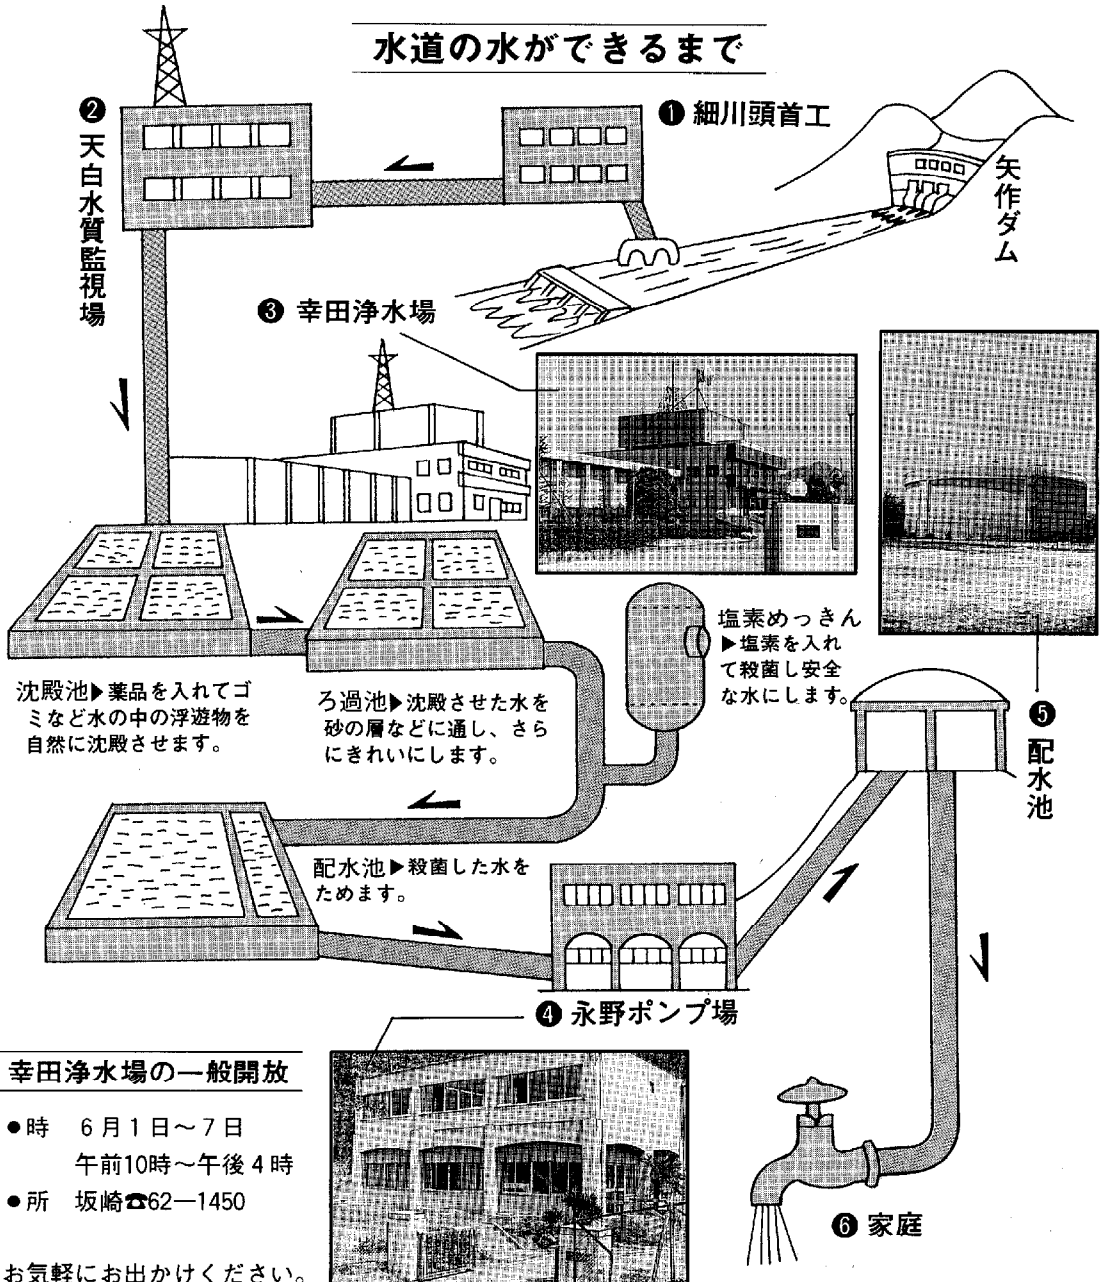 水道の水ができるまで
❶ 細川頭首工
矢作ダム
❷ 天白水質監視場
❸ 幸田浄水場
沈殿池▶薬品を入れてゴ
ミなど水の中の浮遊物を
自然に沈殿させます。
ろ過池▶沈殿させた水を
砂の層などに通し、さら
にきれいにします。
塩素めっきん
▶塩素を入れ
て殺菌し安全
な水にします。
配水池▶殺菌した水を
ためます。
❹ 永野ポンプ場
❺ 配水池
❻ 家庭
幸田浄水場の一般開放
●時 6月1日～7日
午前10時～午後4時
●所 坂崎☎62―1450
お気軽にお出かけください。